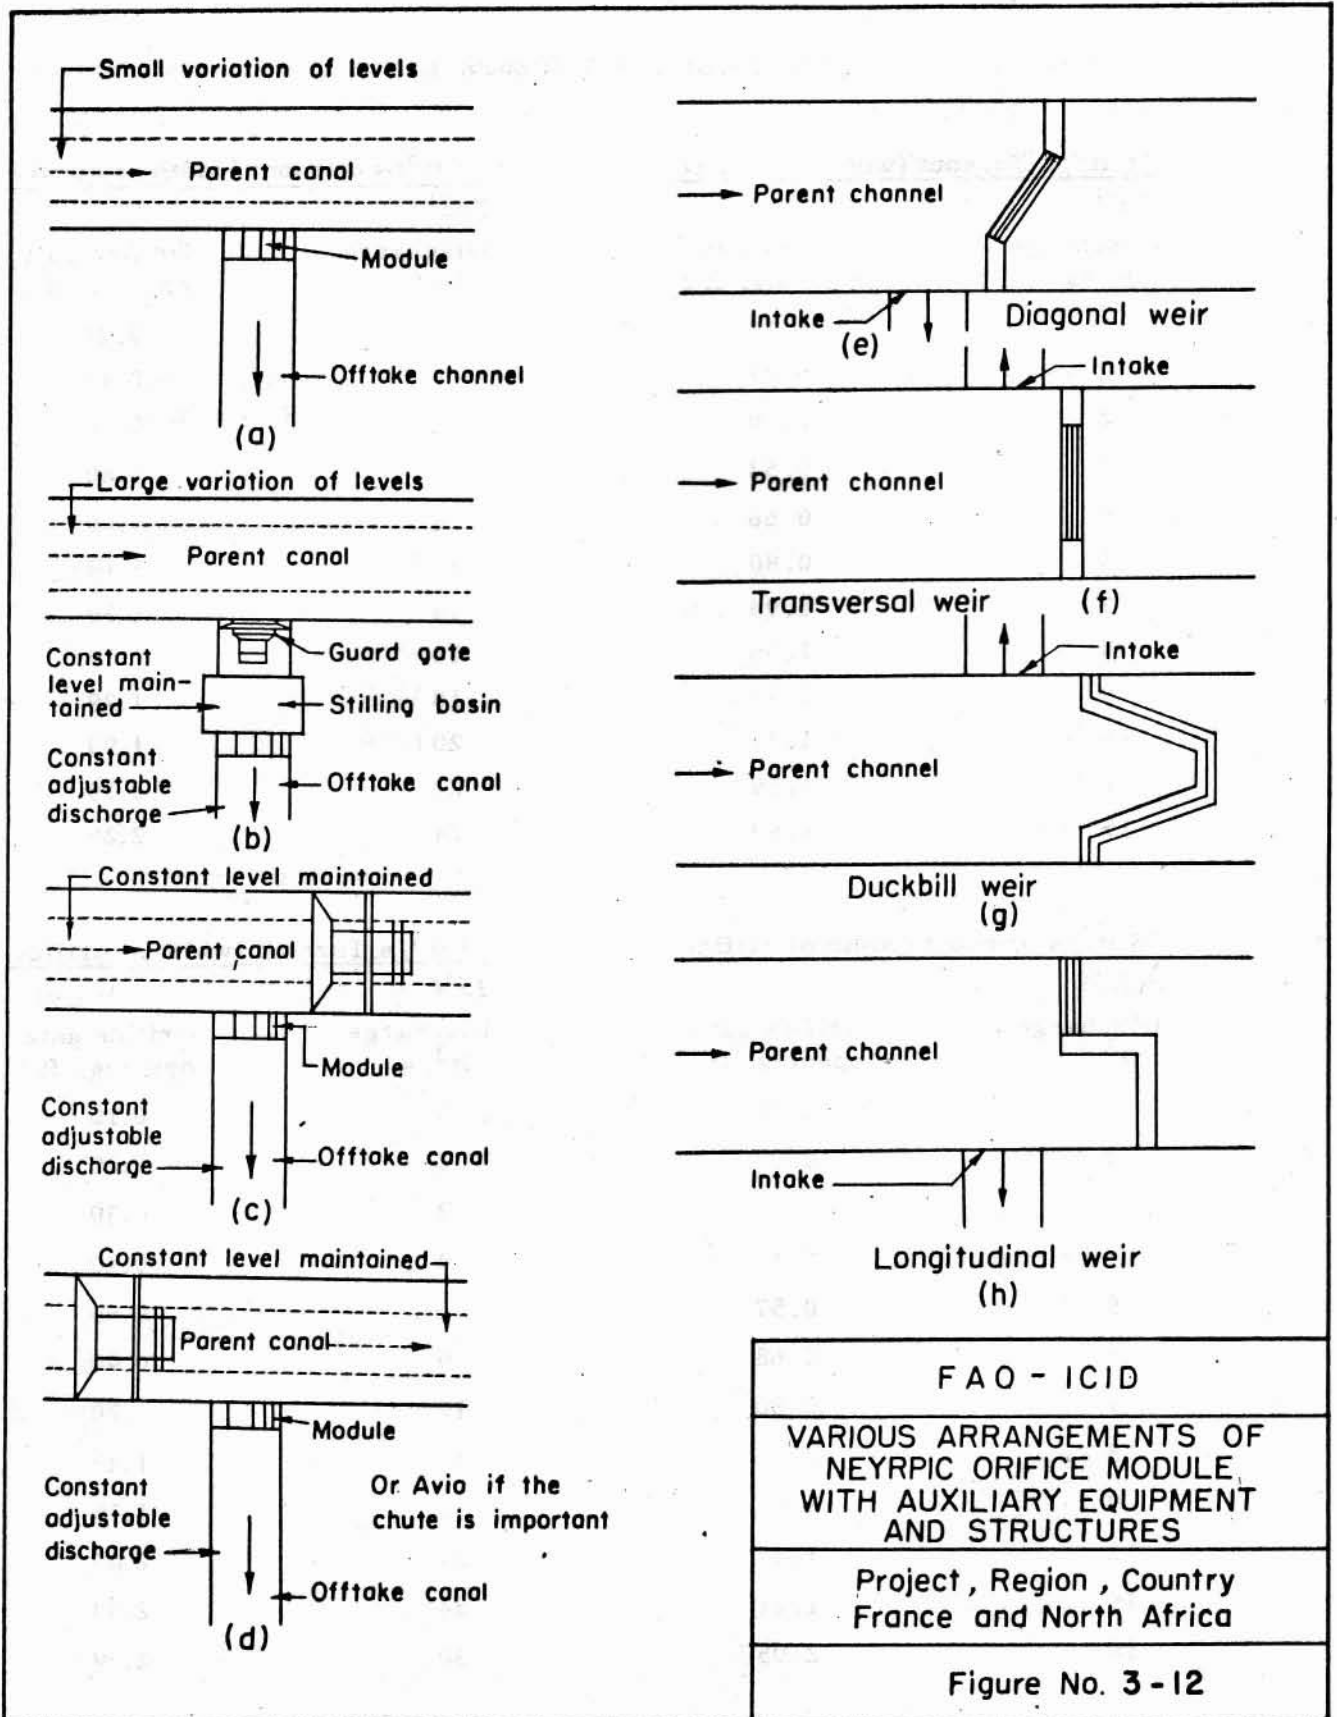 Small variation of levels
Parent canal
Module
Offtake channel
(a)
Large variation of levels
Parent canal
Guard gate
Constant
level main-
tained
Stilling basin
Constant
adjustable
discharge
Offtake canal
(b)
Constant level maintained
Parent canal
Module
Constant
adjustable
discharge
Offtake canal
(c)
Constant level maintained
Parent canal
Module
Constant
adjustable
discharge
Or Avio if the
chute is important
Offtake canal
(d)
Parent channel
Intake
(e)
Diagonal weir
Intake
Parent channel
Transversal weir
(f)
Intake
Parent channel
Duckbill weir
(g)
Parent channel
Intake
Longitudinal weir
(h)
FAO - ICID
VARIOUS ARRANGEMENTS OF
NEYRPIC ORIFICE MODULE
WITH AUXILIARY EQUIPMENT
AND STRUCTURES
Project, Region, Country
France and North Africa
Figure No. 3-12